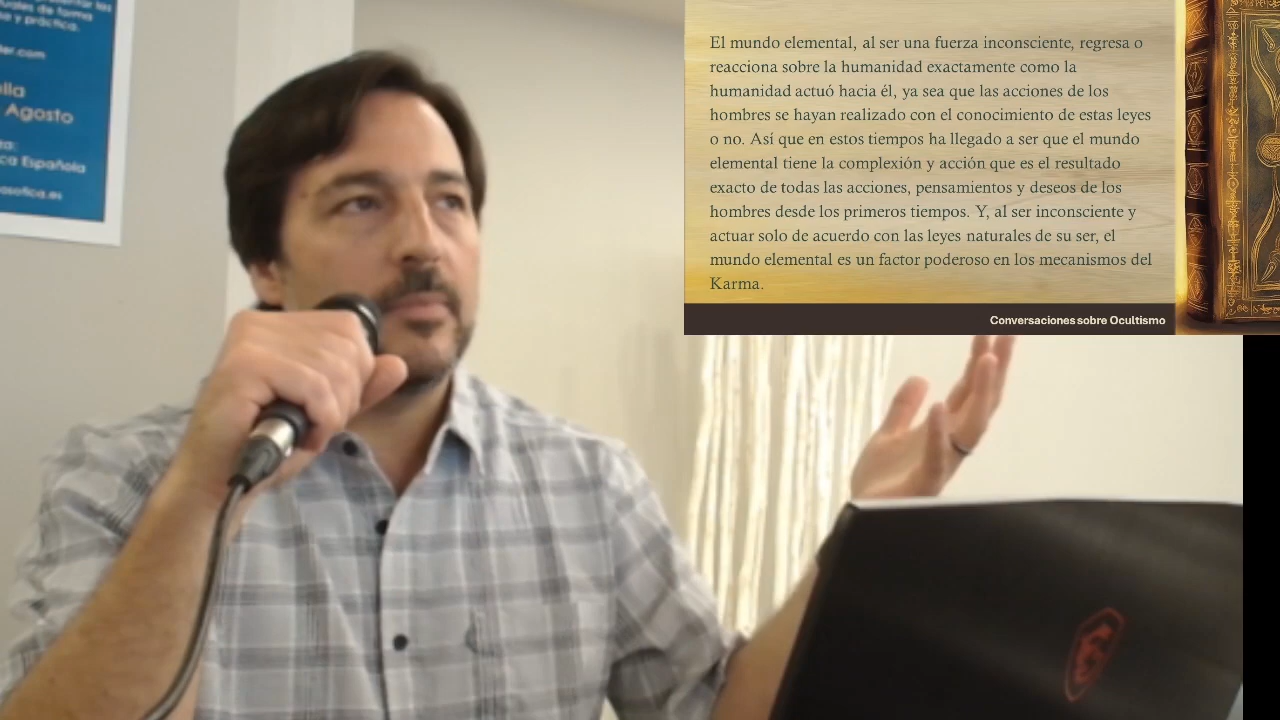 y práctica.
Agosto
Española
El mundo elemental, al ser una fuerza inconsciente, regresa o
reacciona sobre la humanidad exactamente como la
humanidad actuó hacia él, ya sea que las acciones de los
hombres se hayan realizado con el conocimiento de estas leyes
o no. Así que en estos tiempos ha llegado a ser que el mundo
elemental tiene la complexión y acción que es el resultado
exacto de todas las acciones, pensamientos y deseos de los
hombres desde los primeros tiempos. Y, al ser inconsciente y
actuar solo de acuerdo con las leyes naturales de su ser, el
mundo elemental es un factor poderoso en los mecanismos del
Karma.
Conversaciones sobre Ocultismo